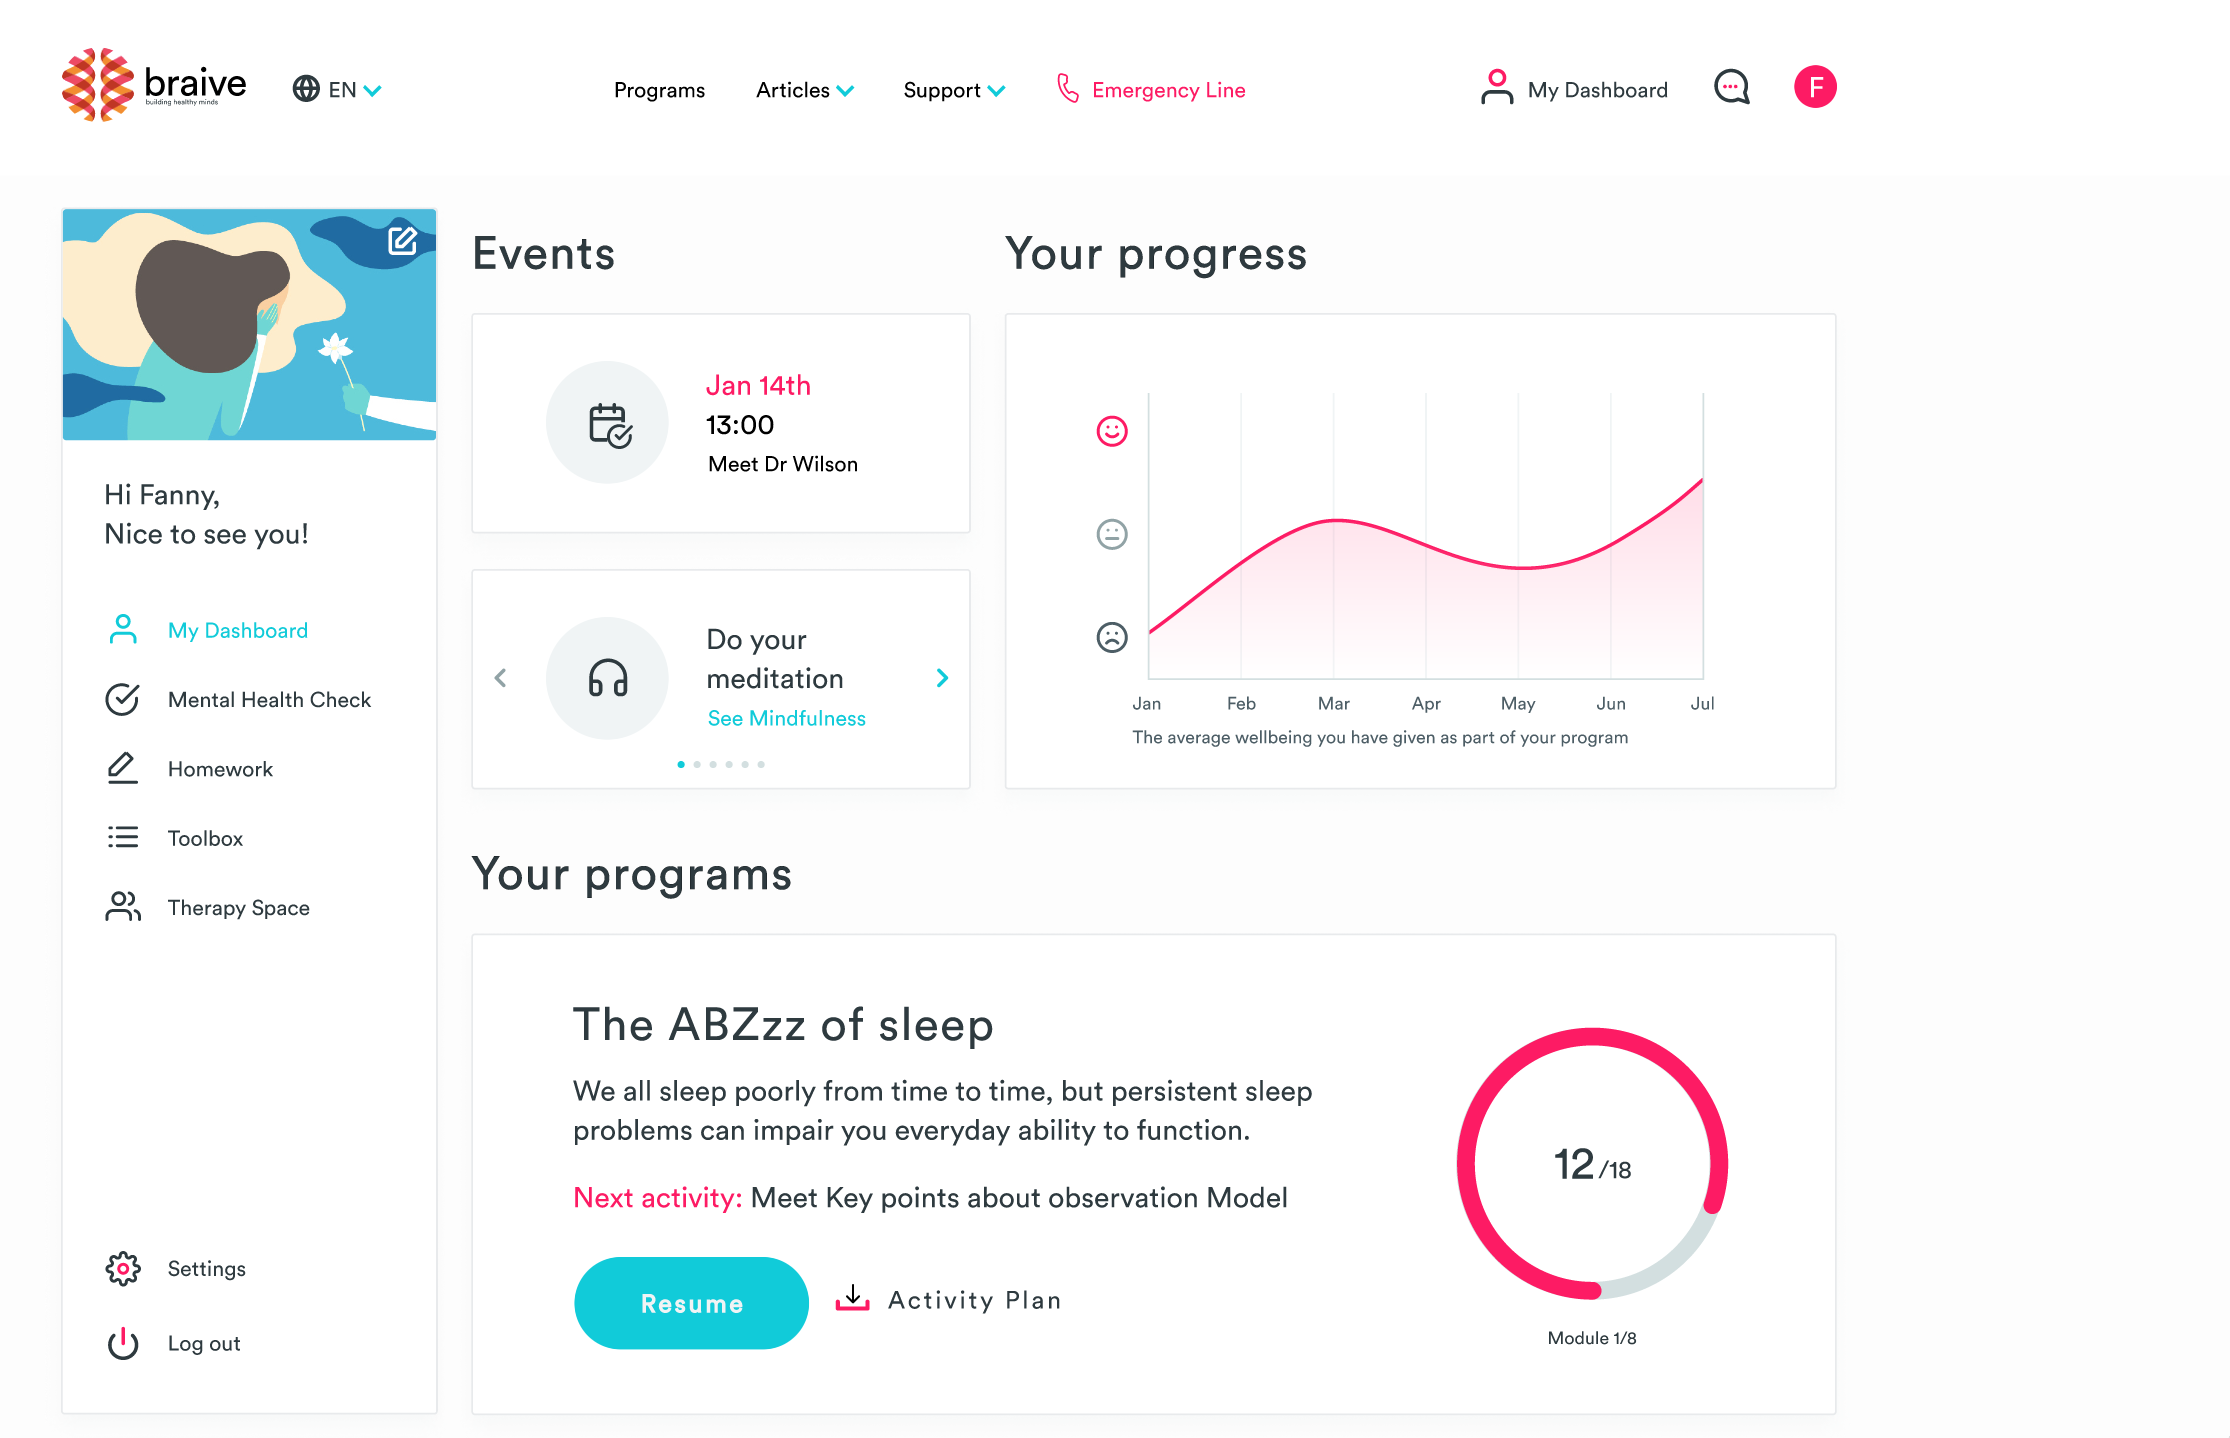 braive
building healthy minds
EN
Programs
Articles
Support
Emergency Line
My Dashboard
F
Hi Fanny,
Nice to see you!
My Dashboard
Mental Health Check
Homework
Toolbox
Therapy Space
Settings
Log out
Events
Jan 14th
13:00
Meet Dr Wilson
Do your
meditation
See Mindfulness
Your progress
Jan
Feb
Mar
Apr
May
Jun
Jul
The average wellbeing you have given as part of your program
Your programs
The ABZzz of sleep
We all sleep poorly from time to time, but persistent sleep
problems can impair you everyday ability to function.
Next activity: Meet Key points about observation Model
Resume
Activity Plan
12/18
Module 1/8